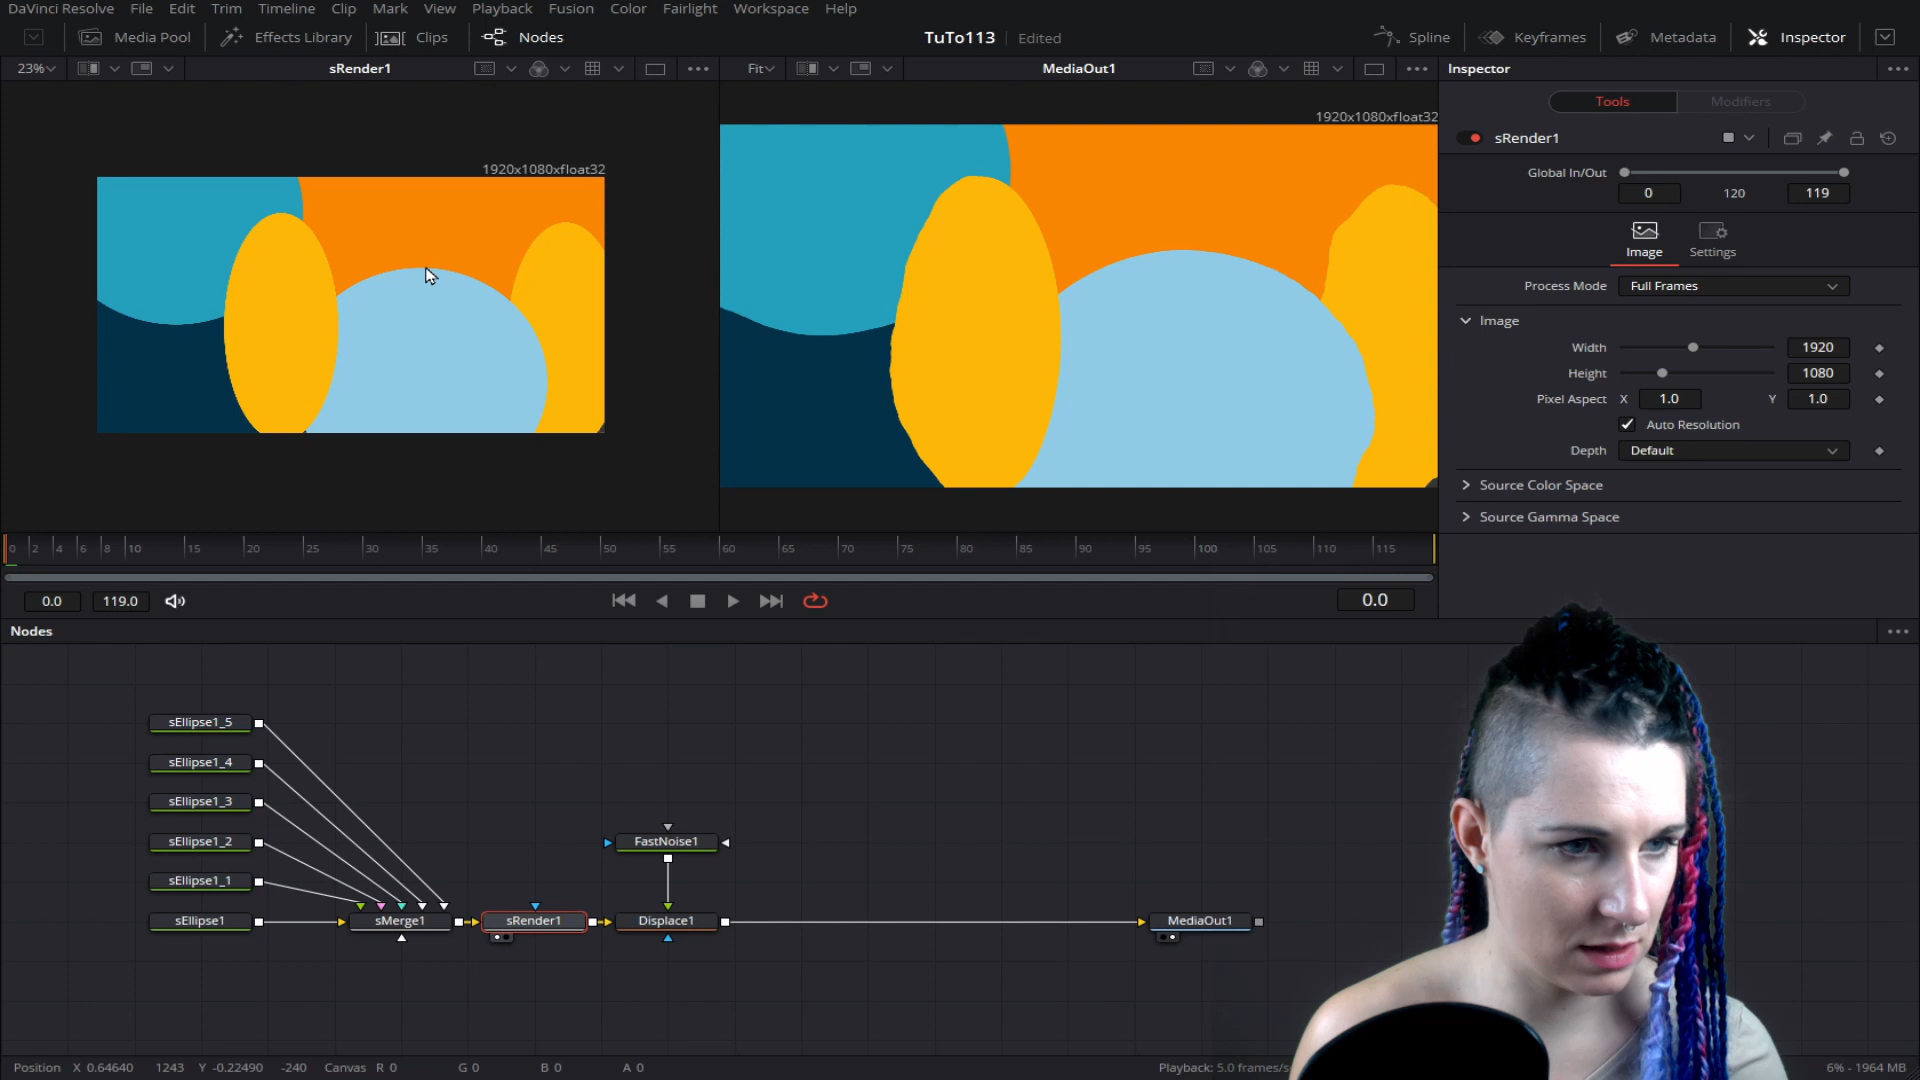 DaVinci Resolve File Edit Trim Timeline Clip Mark View Playback Fusion Color Fairlight Workspace Help
Media Pool Effects Library Clips Nodes TuTo113 Edited Spline Keyframes Metadata Inspector
23% sRender1 Fit MediaOut1 Inspector
Tools Modifiers
1920x1080xfloat32
sRender1
1920x1080xfloat32
Global In/Out
0 120 119
Image Settings
Process Mode Full Frames
Image
Width 1920
Height 1080
Pixel Aspect X 1.0 Y 1.0
Auto Resolution
Depth Default
Source Color Space
Source Gamma Space
0 2 4 6 8 10 15 20 25 30 35 40 45 50 55 60 65 70 75 80 85 90 95 100 105 110 115
0.0 119.0 0.0
Nodes
sEllipse1_5
sEllipse1_4
sEllipse1_3
sEllipse1_2 FastNoise1
sEllipse1_1
sEllipse1 sMerge1 sRender1 Displace1 MediaOut1
Position X 0.64640 1243 Y -0.22490 -240 Canvas R 0 G 0 B 0 A 0 Playback: 5.0 frames/s 6% - 1964 MB